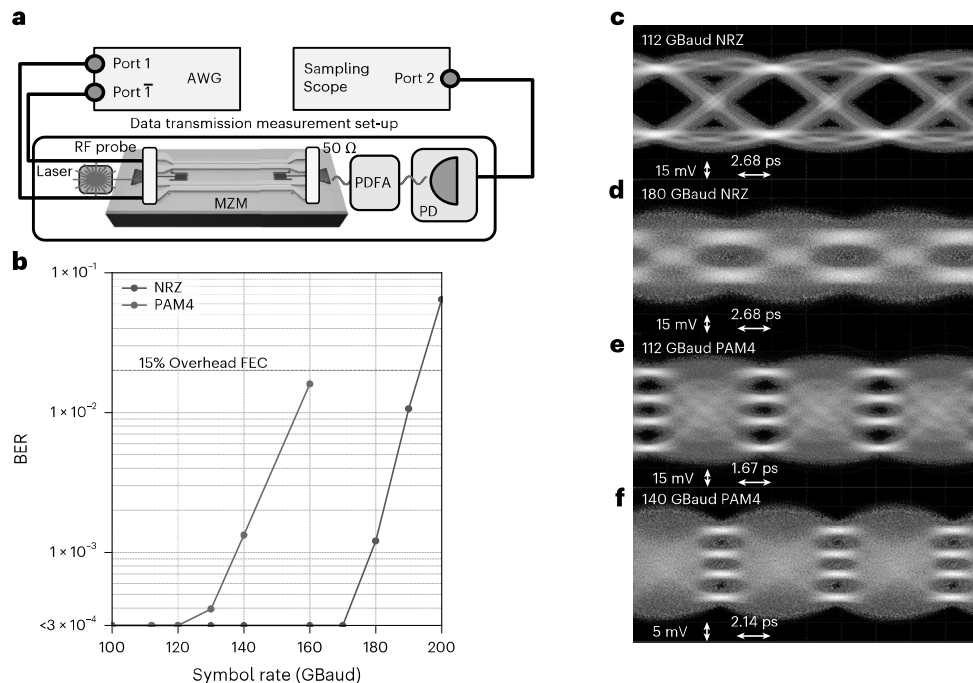 a
Port 1
Port 1̅
AWG
Sampling
Scope
Port 2
Data transmission measurement set-up
RF probe
50 Ω
Laser
MZM
PDFA
PD
b
1 × 10⁻¹
NRZ
PAM4
15% Overhead FEC
1 × 10⁻²
BER
1 × 10⁻³
<3 × 10⁻⁴
100 120 140 160 180 200
Symbol rate (GBaud)
c
112 GBaud NRZ
15 mV
2.68 ps
d
180 GBaud NRZ
15 mV
2.68 ps
e
112 GBaud PAM4
15 mV
1.67 ps
f
140 GBaud PAM4
5 mV
2.14 ps